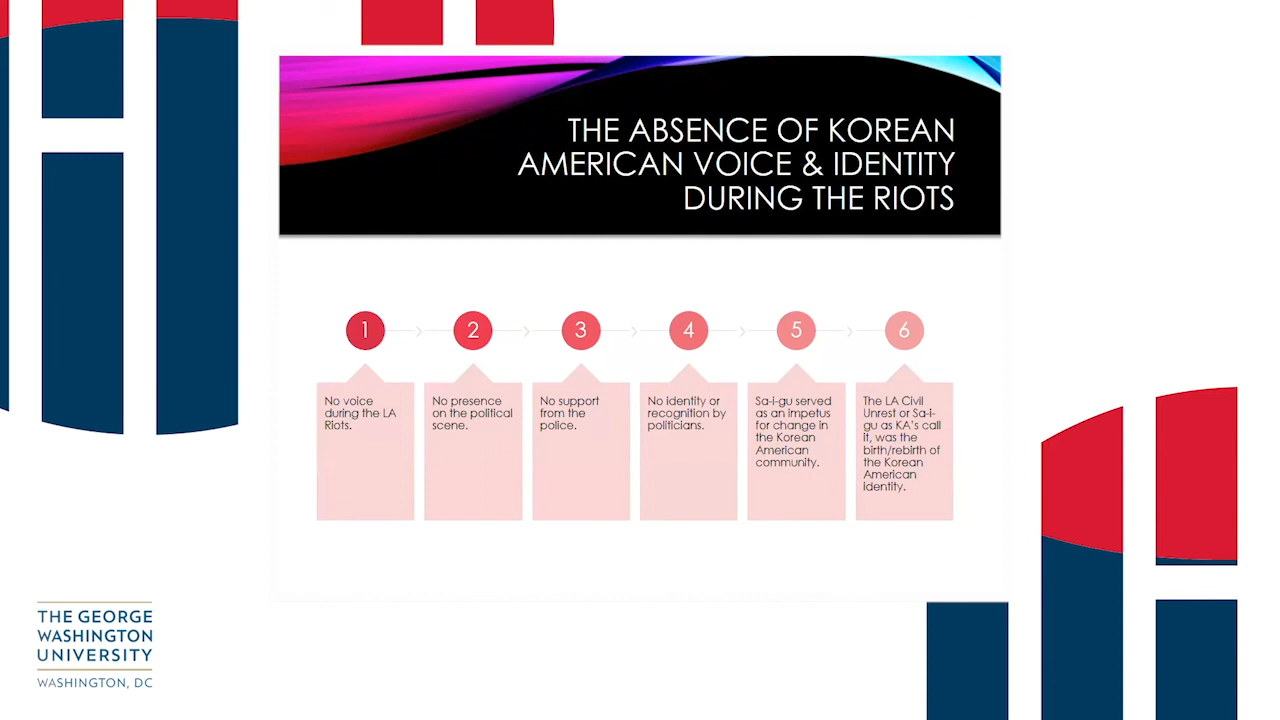 THE ABSENCE OF KOREAN
AMERICAN VOICE & IDENTITY
DURING THE RIOTS
1
No voice
during the LA
Riots.
2
No presence
on the political
scene.
3
No support
from the
police.
4
No identity or
recognition by
politicians.
5
Sa-i-gu served
as an impetus
for change in
the Korean
American
community.
6
The LA Civil
Unrest or Sa-i-
gu as KA's call
it, was the
birth/rebirth of
the Korean
American
identity.
THE GEORGE
WASHINGTON
UNIVERSITY
WASHINGTON, DC